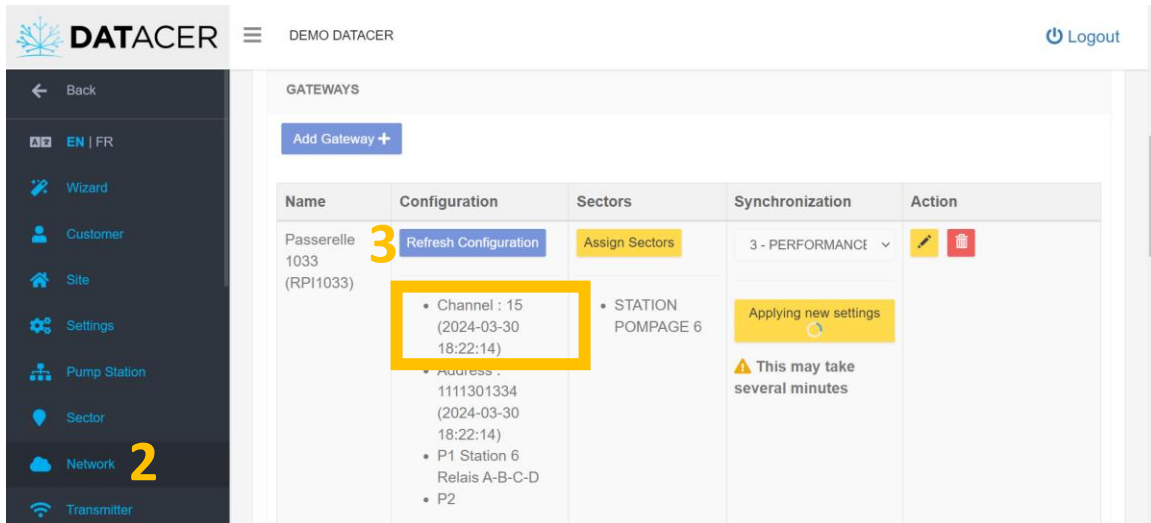 DATACER
DEMO DATACER
Logout
Back
EN | FR
Wizard
Customer
Site
Settings
Pump Station
Sector
Network
2
Transmitter
GATEWAYS
Add Gateway +
Name Configuration Sectors Synchronization Action
Passerelle
1033
(RPI1033)
3
Refresh Configuration
• Channel : 15
(2024-03-30
18:22:14)
• Address :
1111301334
(2024-03-30
18:22:14)
• P1 Station 6
Relais A-B-C-D
• P2
Assign Sectors
• STATION
POMPAGE 6
3 - PERFORMANCE
Applying new settings
This may take
several minutes